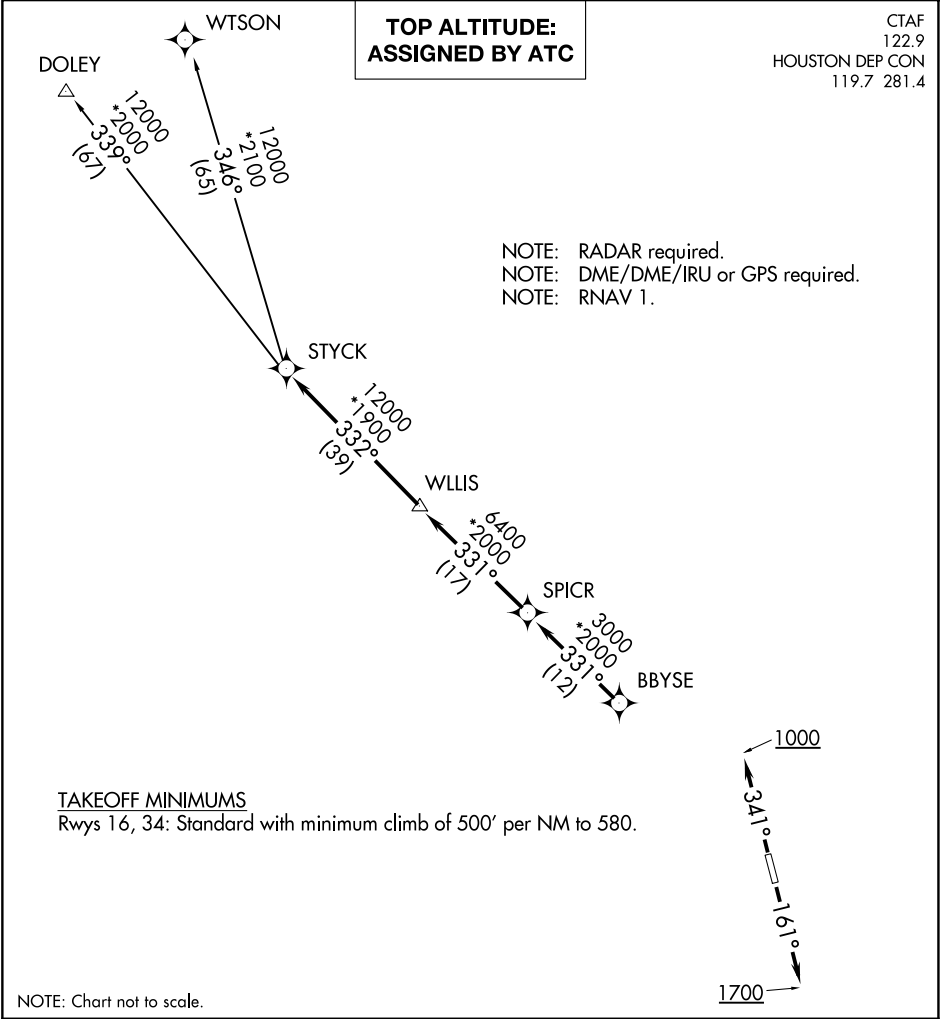 TOP ALTITUDE:
ASSIGNED BY ATC
CTAF
122.9
HOUSTON DEP CON
119.7 281.4
WTSON
DOLEY
12000
*2000
339°
(67)
12000
*2100
346°
(65)
NOTE: RADAR required.
NOTE: DME/DME/IRU or GPS required.
NOTE: RNAV 1.
STYCK
12000
*1900
332°
(39)
WLLIS
6400
*2000
331°
(17)
SPICR
3000
*2000
331°
(12)
BBYSE
1000
341°
161°
1700
TAKEOFF MINIMUMS
Rwys 16, 34: Standard with minimum climb of 500' per NM to 580.
NOTE: Chart not to scale.